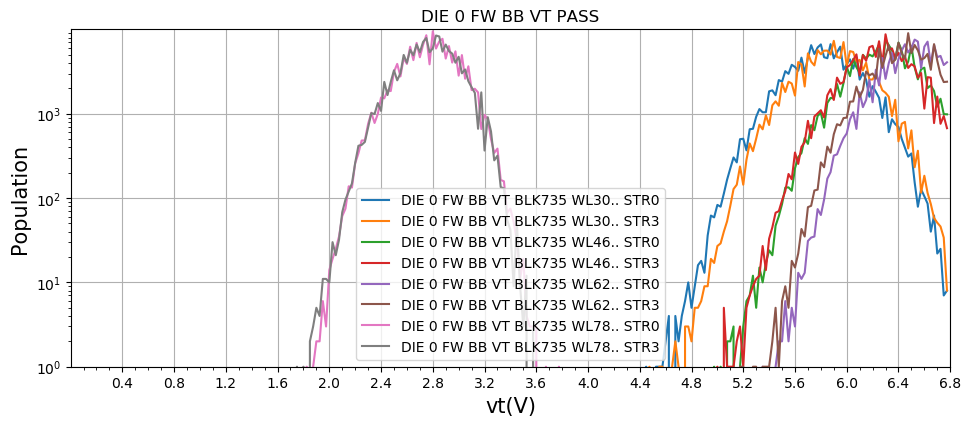 DIE 0 FW BB VT PASS
Population
10^3
10^2
10^1
10^0
DIE 0 FW BB VT BLK735 WL30.. STR0
DIE 0 FW BB VT BLK735 WL30.. STR3
DIE 0 FW BB VT BLK735 WL46.. STR0
DIE 0 FW BB VT BLK735 WL46.. STR3
DIE 0 FW BB VT BLK735 WL62.. STR0
DIE 0 FW BB VT BLK735 WL62.. STR3
DIE 0 FW BB VT BLK735 WL78.. STR0
DIE 0 FW BB VT BLK735 WL78.. STR3
0.4 0.8 1.2 1.6 2.0 2.4 2.8 3.2 3.6 4.0 4.4 4.8 5.2 5.6 6.0 6.4 6.8
vt(V)